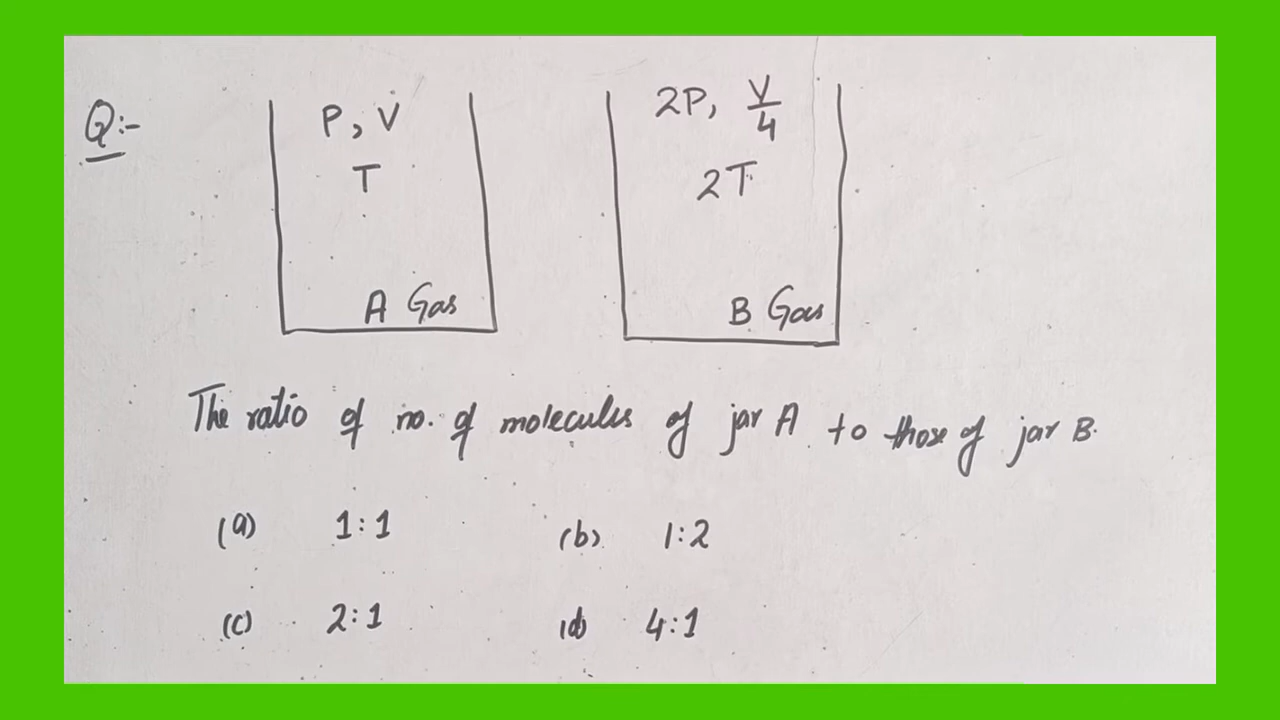 Q:-
P, V
T
A Gas
2P, V/4
2T
B Gas
The ratio of no. of molecules of jar A to those of jar B.
(a) 1:1 (b) 1:2
(c) 2:1 (d) 4:1